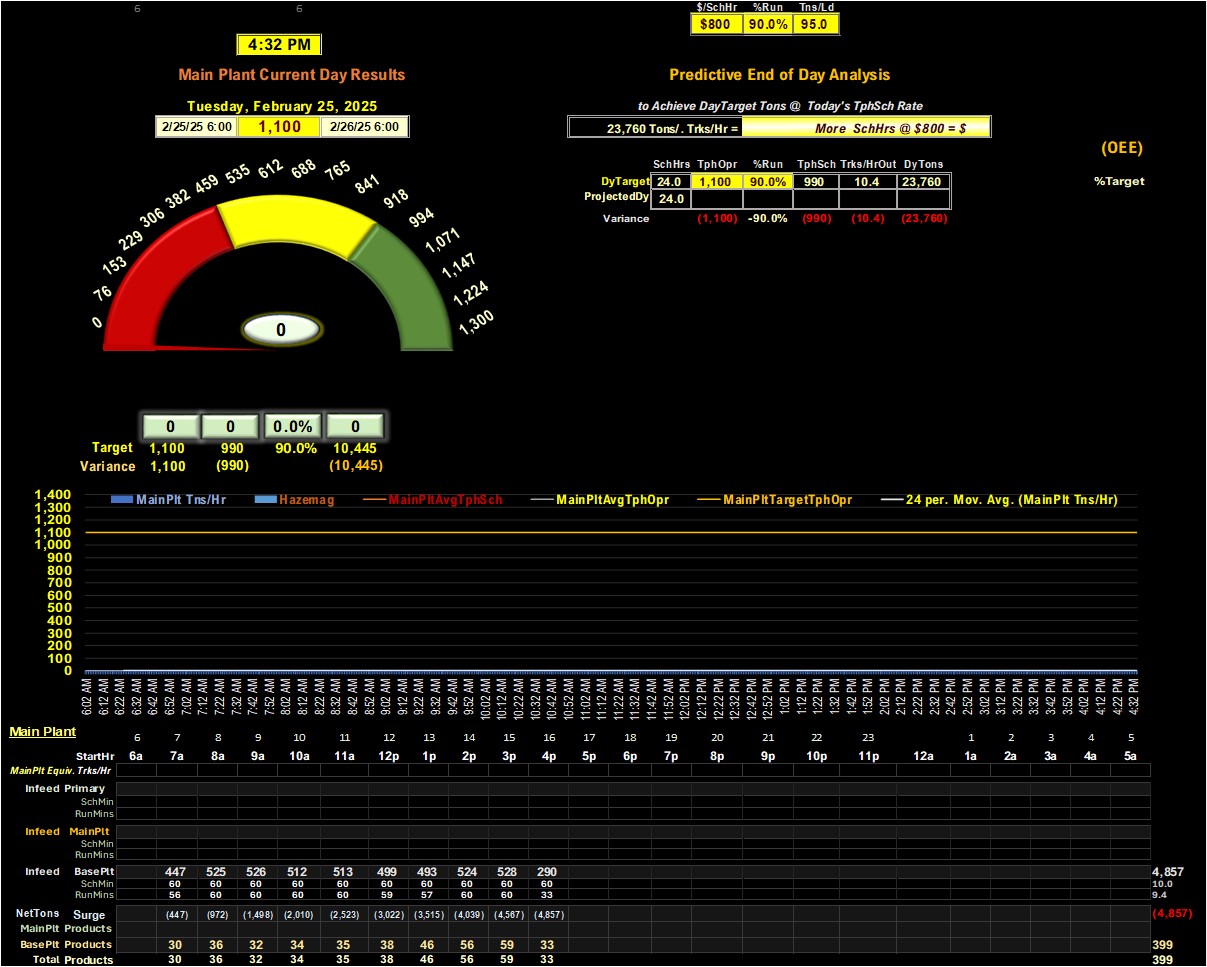 6 6
$/SchHr %Run Tns/Ld
$800 90.0% 95.0
4:32 PM
Main Plant Current Day Results
Predictive End of Day Analysis
Tuesday, February 25, 2025
to Achieve DayTarget Tons @ Today's TphSch Rate
2/25/25 6:00 1,100 2/26/25 6:00
23,760 Tons/. Trks/Hr = More SchHrs @ $800 = $
(OEE)
SchHrs TphOpr %Run TphSch Trks/HrOut DyTons
DyTarget 24.0 1,100 90.0% 990 10.4 23,760
%Target
ProjectedDy 24.0
Variance (1,100) -90.0% (990) (10.4) (23,760)
0 76 153 229 306 382 459 535 612 688 765 841 918 994 1,071 1,147 1,224 1,300
0
0 0 0.0% 0
Target 1,100 990 90.0% 10,445
Variance 1,100 (990) (10,445)
MainPlt Tns/Hr Hazemag MainPltAvgTphSch MainPltAvgTphOpr MainPltTargetTphOpr 24 per. Mov. Avg. (MainPlt Tns/Hr)
1,400
1,300
1,200
1,100
1,000
900
800
700
600
500
400
300
200
100
0
6:02 AM 6:12 AM 6:22 AM 6:32 AM 6:42 AM 6:52 AM 7:02 AM 7:12 AM 7:22 AM 7:32 AM 7:42 AM 7:52 AM 8:02 AM 8:12 AM 8:22 AM 8:32 AM 8:42 AM 8:52 AM 9:02 AM 9:12 AM 9:22 AM 9:32 AM 9:42 AM 9:52 AM 10:02 AM 10:12 AM 10:22 AM 10:32 AM 10:42 AM 10:52 AM 11:02 AM 11:12 AM 11:22 AM 11:32 AM 11:42 AM 11:52 AM 12:02 PM 12:12 PM 12:22 PM 12:32 PM 12:42 PM 12:52 PM 1:02 PM 1:12 PM 1:22 PM 1:32 PM 1:42 PM 1:52 PM 2:02 PM 2:12 PM 2:22 PM 2:32 PM 2:42 PM 2:52 PM 3:02 PM 3:12 PM 3:22 PM 3:32 PM 3:42 PM 3:52 PM 4:02 PM 4:12 PM 4:22 PM 4:32 PM
Main Plant
6 7 8 9 10 11 12 13 14 15 16 17 18 19 20 21 22 23 1 2 3 4 5
StartHr 6a 7a 8a 9a 10a 11a 12p 1p 2p 3p 4p 5p 6p 7p 8p 9p 10p 11p 12a 1a 2a 3a 4a 5a
MainPlt Equiv. Trks/Hr
Infeed Primary
SchMin
RunMins
Infeed MainPlt
SchMin
RunMins
Infeed BasePlt 447 525 526 512 513 499 493 524 528 290 4,857
SchMin 60 60 60 60 60 60 60 60 60 60 10.0
RunMins 56 60 60 60 60 59 57 60 60 33 9.4
NetTons Surge (447) (972) (1,498) (2,010) (2,523) (3,022) (3,515) (4,039) (4,567) (4,857) (4,857)
MainPlt Products
BasePlt Products 30 36 32 34 35 38 46 56 59 33 399
Total Products 30 36 32 34 35 38 46 56 59 33 399